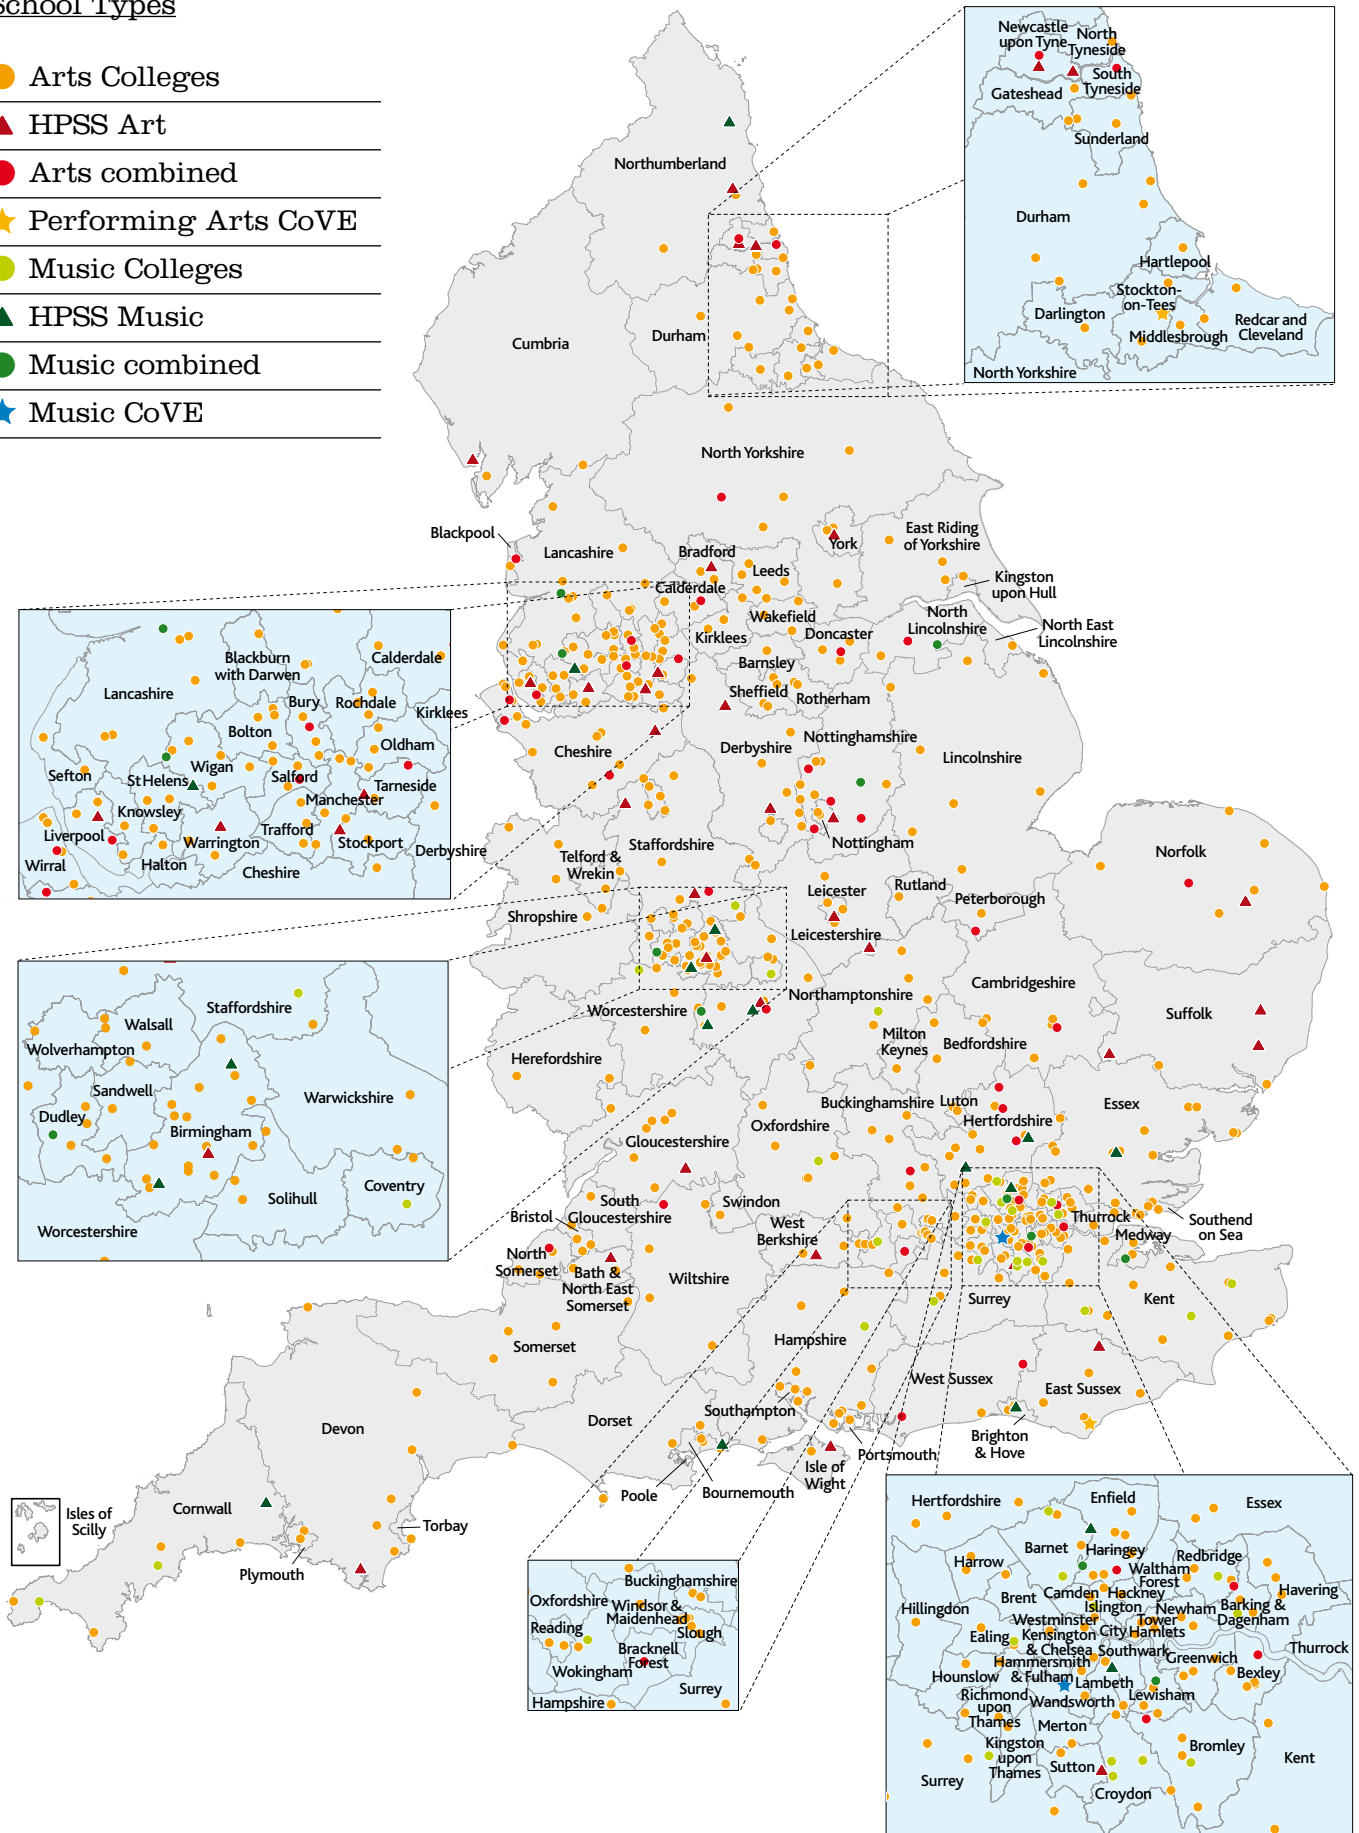 School Types
Arts Colleges
HPSS Art
Arts combined
Performing Arts CoVE
Music Colleges
HPSS Music
Music combined
Music CoVE
Newcastle
upon Tyne
North
Tyneside
South
Tyneside
Gateshead
Sunderland
Durham
Hartlepool
Stockton-
on-Tees
Darlington
Middlesbrough
Redcar and
Cleveland
North Yorkshire
Northumberland
Cumbria
Durham
North Yorkshire
Blackpool
Lancashire
Bradford
Leeds
York
East Riding
of Yorkshire
Calderdale
Kingston
upon Hull
Wakefield
Kirklees
Doncaster
North
Lincolnshire
North East
Lincolnshire
Barnsley
Sheffield
Rotherham
Cheshire
Derbyshire
Nottinghamshire
Lincolnshire
Staffordshire
Nottingham
Telford &
Wrekin
Shropshire
Leicester
Rutland
Leicestershire
Peterborough
Norfolk
Worcestershire
Northamptonshire
Cambridgeshire
Suffolk
Herefordshire
Milton
Keynes
Bedfordshire
Buckinghamshire
Luton
Hertfordshire
Essex
Gloucestershire
Oxfordshire
South
Gloucestershire
Bristol
Swindon
West
Berkshire
Thurrock
Medway
Southend
on Sea
North
Somerset
Bath &
North East
Somerset
Wiltshire
Surrey
Kent
Somerset
Hampshire
West Sussex
East Sussex
Devon
Dorset
Southampton
Portsmouth
Brighton
& Hove
Isle of
Wight
Poole
Bournemouth
Cornwall
Isles of
Scilly
Torbay
Plymouth
Lancashire
Blackburn
with Darwen
Calderdale
Bury
Rochdale
Kirklees
Bolton
Oldham
Sefton
St Helens
Wigan
Salford
Tarneside
Knowsley
Manchester
Liverpool
Warrington
Trafford
Stockport
Derbyshire
Wirral
Halton
Cheshire
Staffordshire
Walsall
Wolverhampton
Sandwell
Warwickshire
Dudley
Birmingham
Coventry
Solihull
Worcestershire
Buckinghamshire
Oxfordshire
Windsor &
Maidenhead
Reading
Slough
Bracknell
Forest
Wokingham
Surrey
Hampshire
Hertfordshire
Enfield
Essex
Barnet
Haringey
Redbridge
Harrow
Waltham
Forest
Havering
Brent
Camden
Hackney
Islington
Hillingdon
Newham
Barking &
Dagenham
Westminster
Tower
Hamlets
City
Ealing
Kensington
& Chelsea
Southwark
Greenwich
Thurrock
Hammersmith
& Fulham
Hounslow
Lambeth
Bexley
Richmond
upon
Thames
Wandsworth
Lewisham
Merton
Kingston
upon
Thames
Bromley
Kent
Sutton
Surrey
Croydon